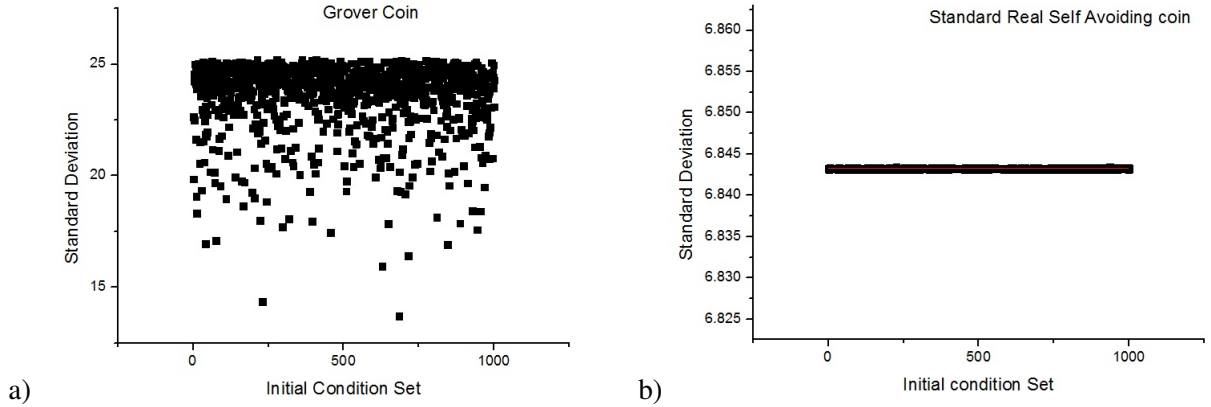 Grover Coin
25
20
15
Standard Deviation
0
500
1000
Initial Condition Set
a)
Standard Real Self Avoiding coin
6.860
6.855
6.850
6.845
6.840
6.835
6.830
6.825
Standard Deviation
0
500
1000
Initial condition Set
b)